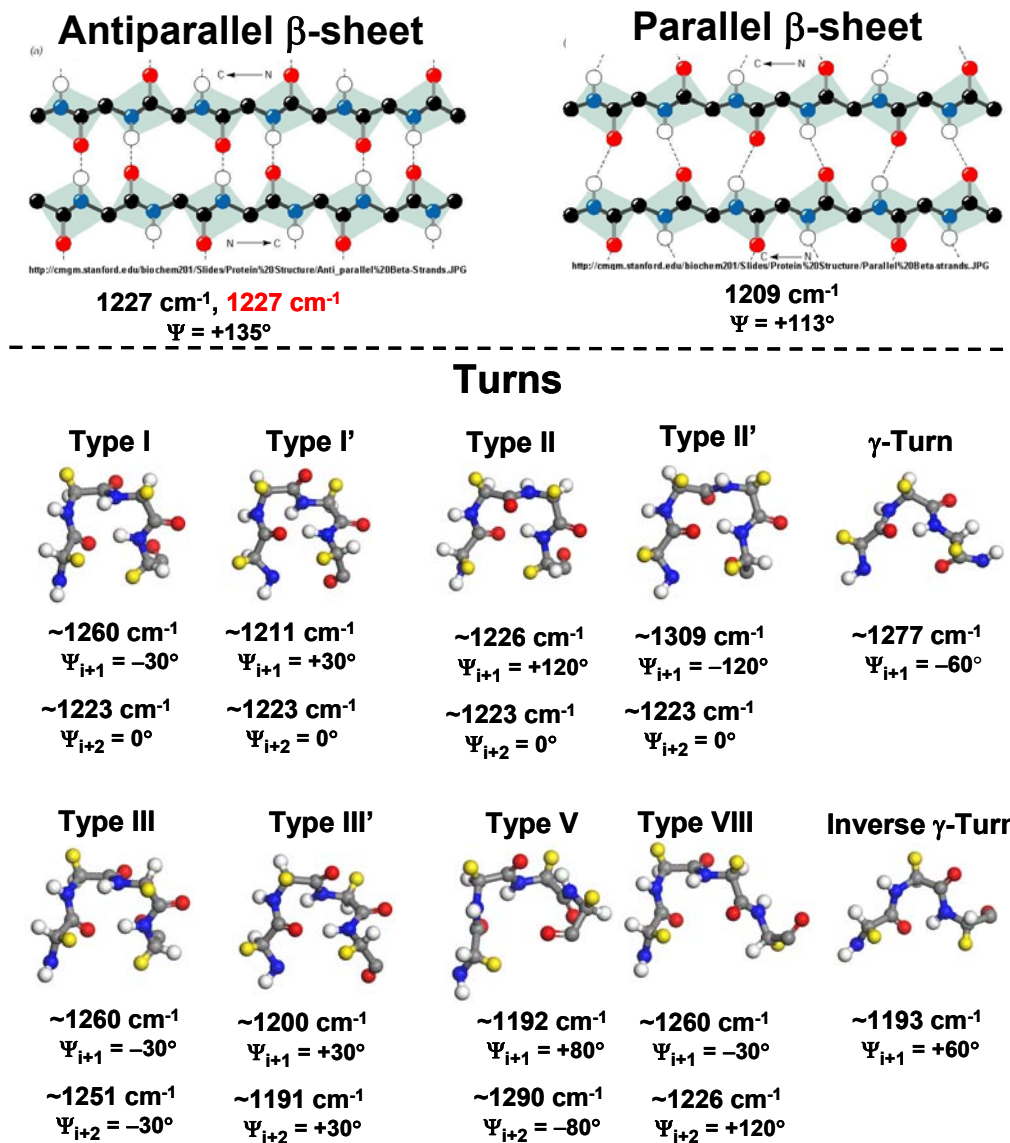 Antiparallel β-sheet
Parallel β-sheet
(a)
C ← N
C ← N
N → C
C ← N
http://cmgm.stanford.edu/biochem201/Slides/Protein%20Structure/Anti_parallel%20Beta-Strands.JPG
http://cmgm.stanford.edu/biochem201/Slides/Protein%20Structure/Parallel%20Beta-strands.JPG
1227 cm⁻¹, 1227 cm⁻¹
Ψ = +135°
1209 cm⁻¹
Ψ = +113°
Turns
Type I
Type I’
Type II
Type II’
γ-Turn
~1260 cm⁻¹
Ψi+1 = –30°
~1211 cm⁻¹
Ψi+1 = +30°
~1226 cm⁻¹
Ψi+1 = +120°
~1309 cm⁻¹
Ψi+1 = –120°
~1277 cm⁻¹
Ψi+1 = –60°
~1223 cm⁻¹
Ψi+2 = 0°
~1223 cm⁻¹
Ψi+2 = 0°
~1223 cm⁻¹
Ψi+2 = 0°
~1223 cm⁻¹
Ψi+2 = 0°
Type III
Type III’
Type V
Type VIII
Inverse γ-Turn
~1260 cm⁻¹
Ψi+1 = –30°
~1200 cm⁻¹
Ψi+1 = +30°
~1192 cm⁻¹
Ψi+1 = +80°
~1260 cm⁻¹
Ψi+1 = –30°
~1193 cm⁻¹
Ψi+1 = +60°
~1251 cm⁻¹
Ψi+2 = –30°
~1191 cm⁻¹
Ψi+2 = +30°
~1290 cm⁻¹
Ψi+2 = –80°
~1226 cm⁻¹
Ψi+2 = +120°